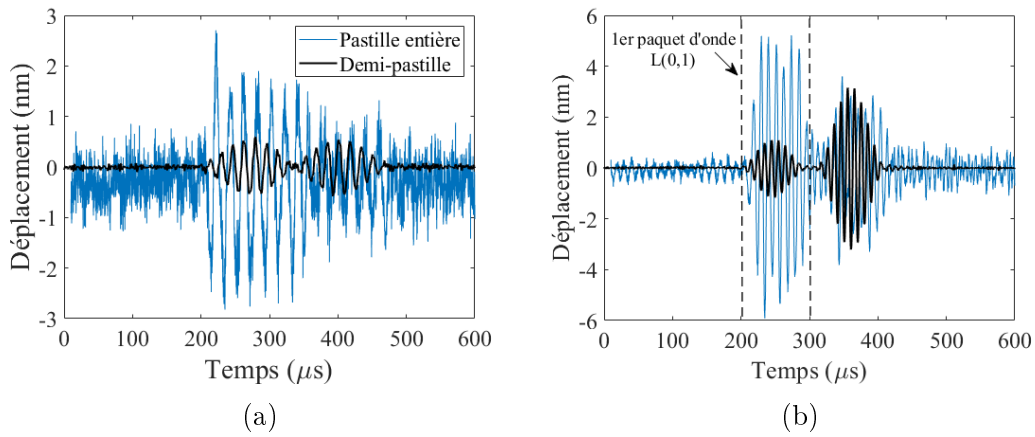 3
2
1
0
-1
-2
-3
Déplacement (nm)
Pastille entière
Demi-pastille
0 100 200 300 400 500 600
Temps (μs)
(a)
6
4
2
0
-2
-4
-6
Déplacement (nm)
1er paquet d'onde
L(0,1)
0 100 200 300 400 500 600
Temps (μs)
(b)